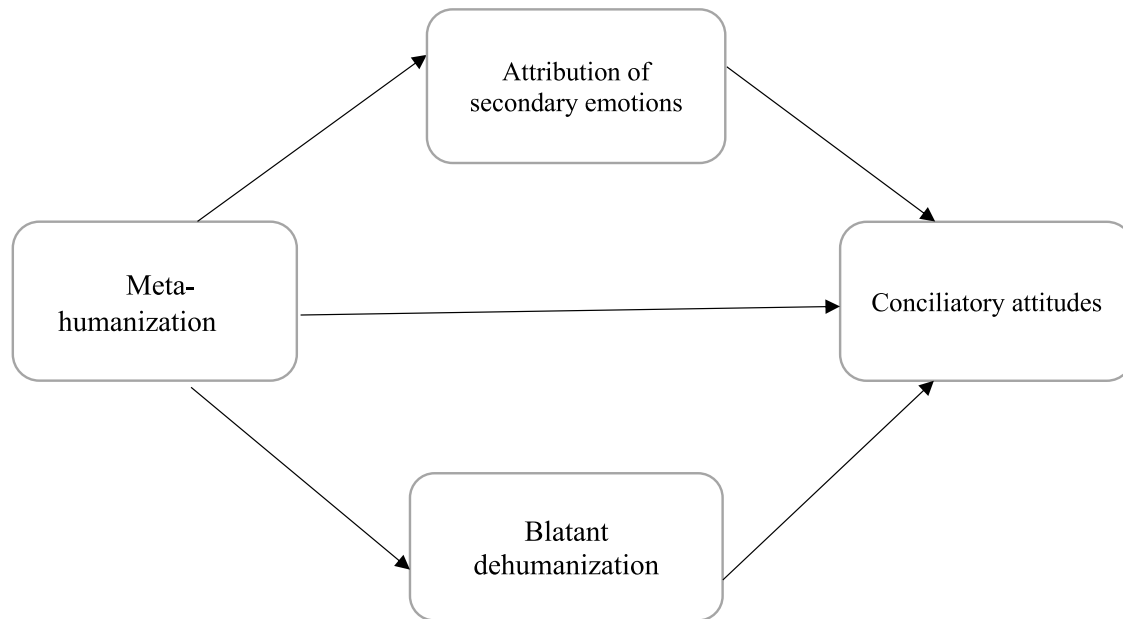 Attribution of
secondary emotions
Meta-
humanization
Conciliatory attitudes
Blatant
dehumanization